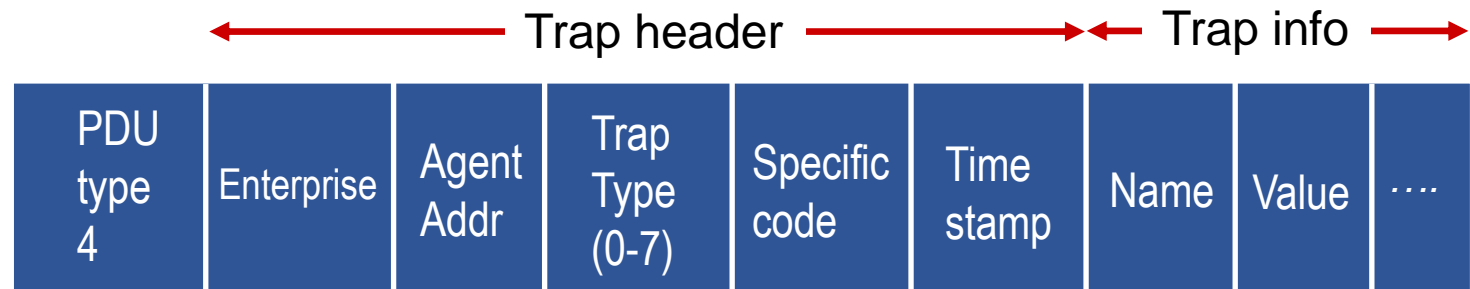 Trap header
Trap info
PDU
type
4
Enterprise
Agent
Addr
Trap
Type
(0-7)
Specific
code
Time
stamp
Name
Value
....